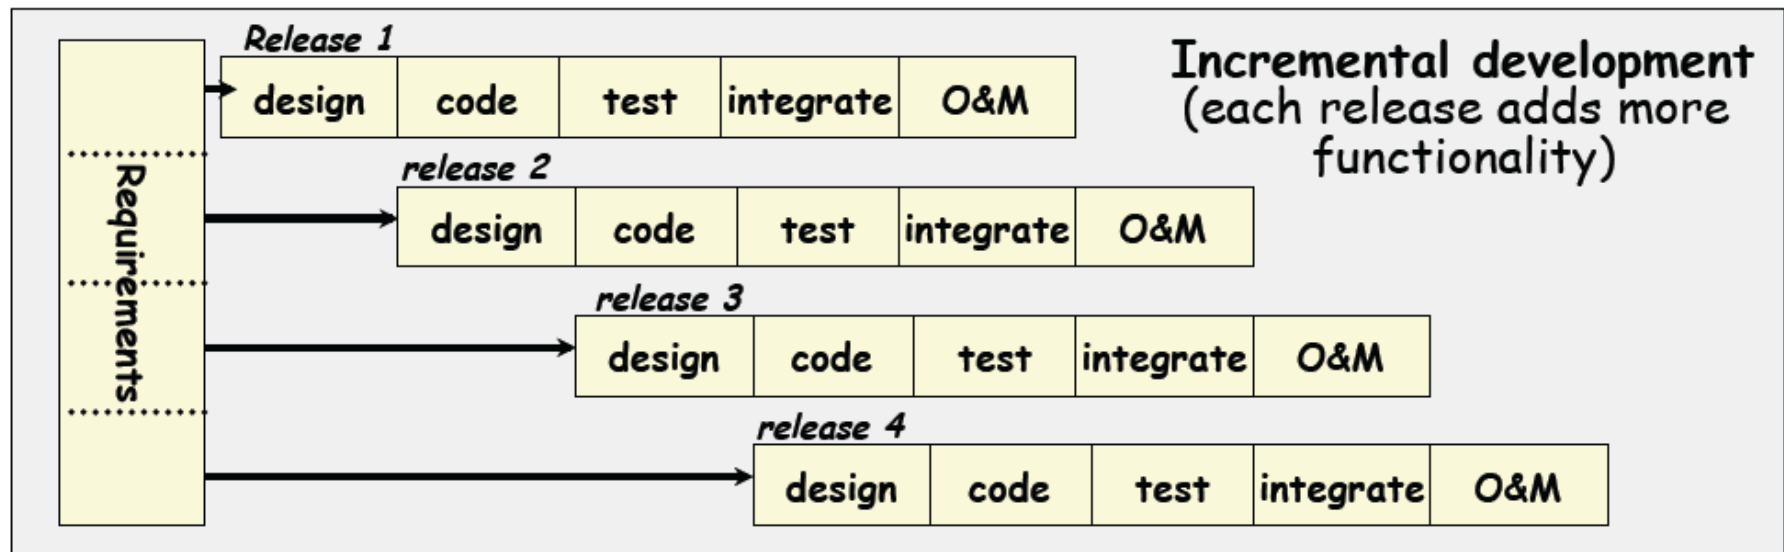 Release 1
design code test integrate O&M
Incremental development
(each release adds more
functionality)
Requirements
release 2
design code test integrate O&M
release 3
design code test integrate O&M
release 4
design code test integrate O&M